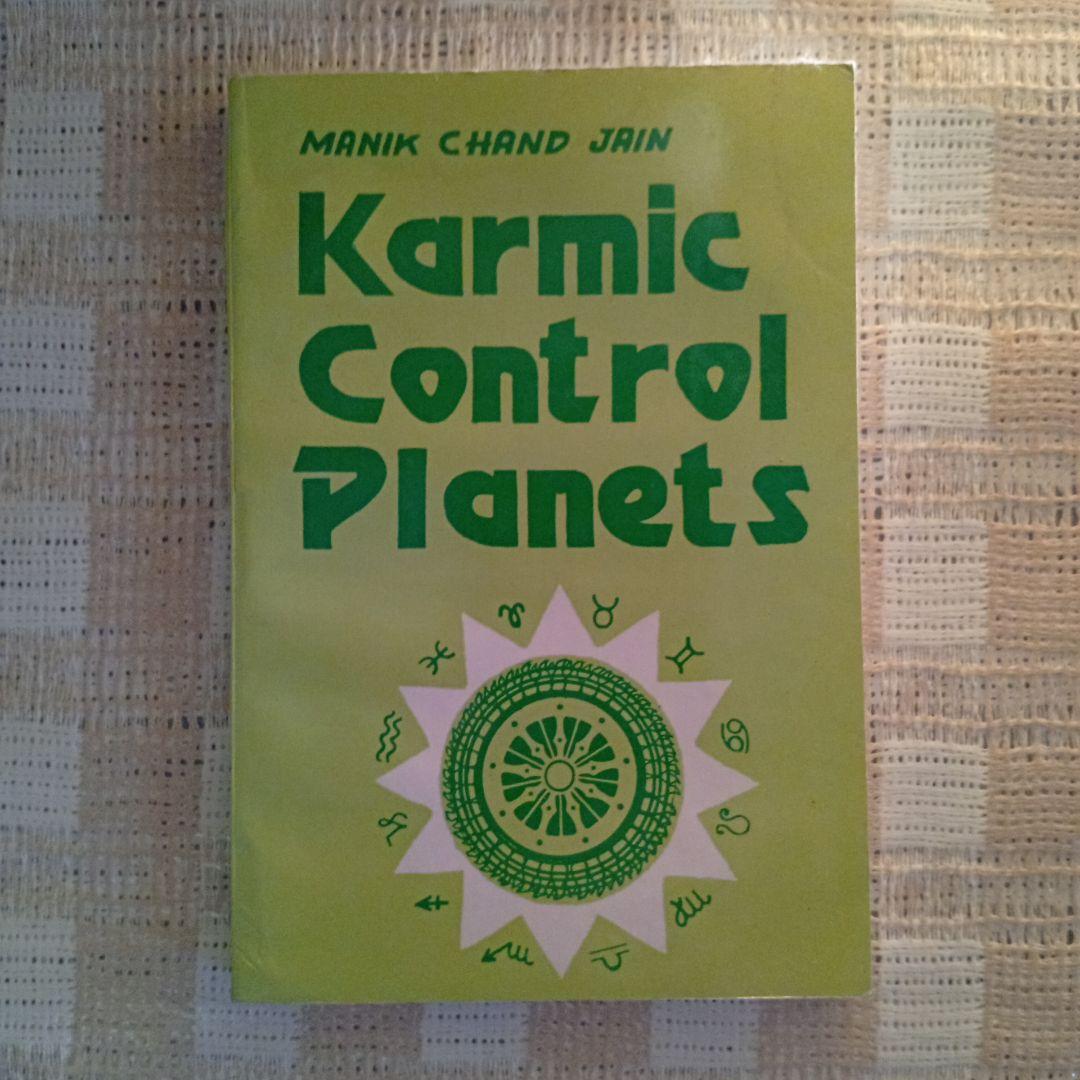 MANIK CHAND JAIN
Karmic
Control
Planets